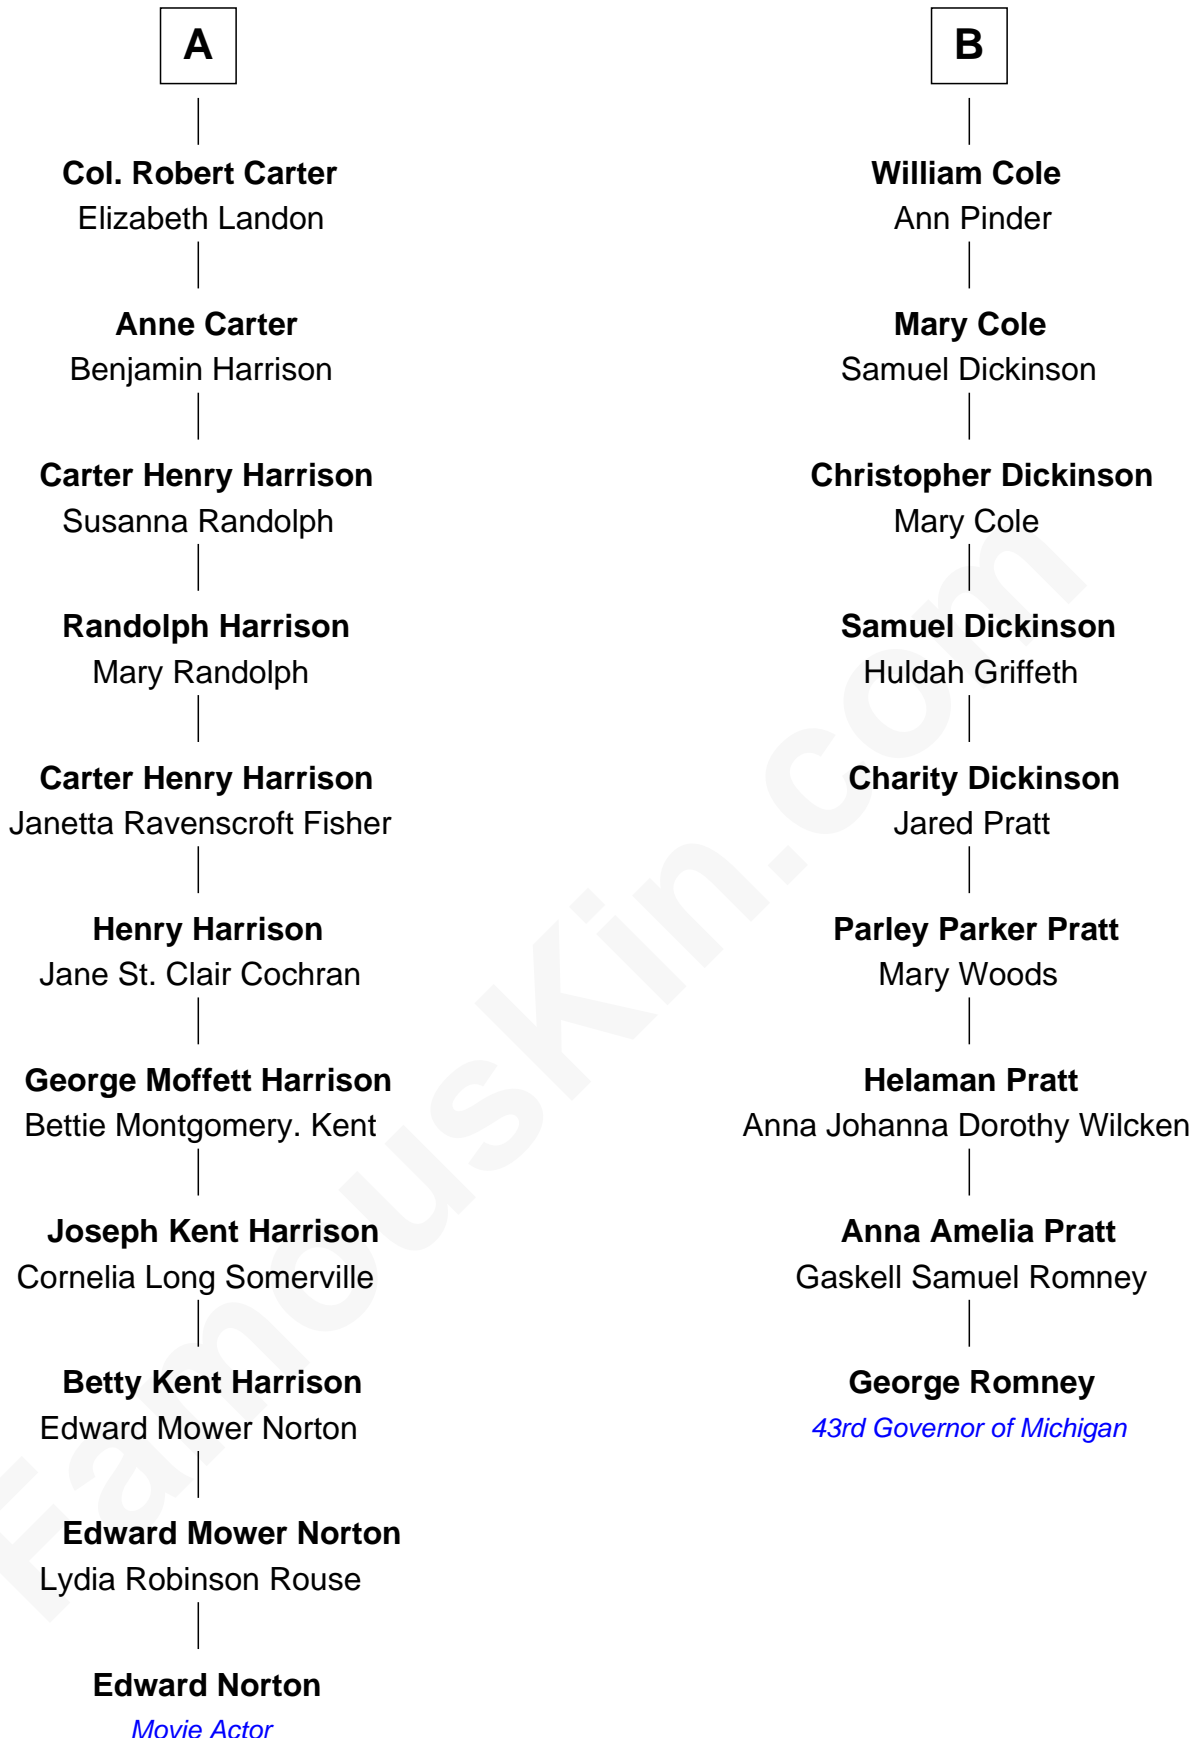 A
Col. Robert Carter
Elizabeth Landon
Anne Carter
Benjamin Harrison
Carter Henry Harrison
Susanna Randolph
Randolph Harrison
Mary Randolph
Carter Henry Harrison
Janetta Ravenscroft Fisher
Henry Harrison
Jane St. Clair Cochran
George Moffett Harrison
Bettie Montgomery. Kent
Joseph Kent Harrison
Cornelia Long Somerville
Betty Kent Harrison
Edward Mower Norton
Edward Mower Norton
Lydia Robinson Rouse
Edward Norton
Movie Actor
B
William Cole
Ann Pinder
Mary Cole
Samuel Dickinson
Christopher Dickinson
Mary Cole
Samuel Dickinson
Huldah Griffeth
Charity Dickinson
Jared Pratt
Parley Parker Pratt
Mary Woods
Helaman Pratt
Anna Johanna Dorothy Wilcken
Anna Amelia Pratt
Gaskell Samuel Romney
George Romney
43rd Governor of Michigan
FamousKin.com